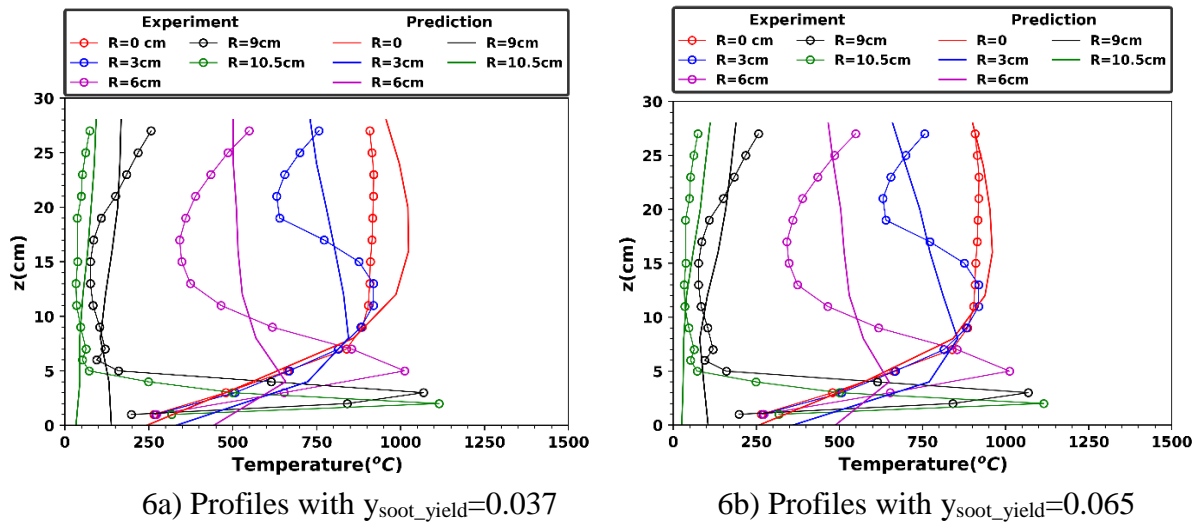 Experiment Prediction
R=0 cm R=9cm R=0 R=9cm
R=3cm R=10.5cm R=3cm R=10.5cm
R=6cm R=6cm
30
25
20
15
10
5
0
z(cm)
0 250 500 750 1000 1500
Temperature(°C)
6a) Profiles with ysoot_yield=0.037
Experiment Prediction
R=0 cm R=9cm R=0 R=9cm
R=3cm R=10.5cm R=3cm R=10.5cm
R=6cm R=6cm
30
25
20
15
10
5
0
z(cm)
0 250 500 750 1000 1500
Temperature(°C)
6b) Profiles with ysoot_yield=0.065